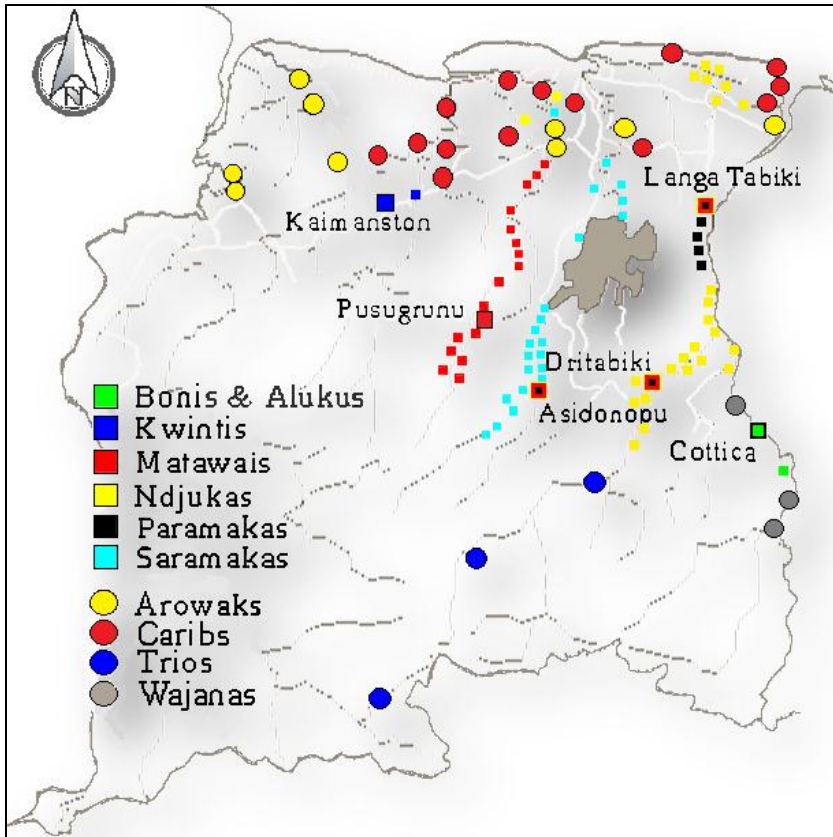 N
Langa Tabiki
Kaimanston
Pusugrunu
Dritabiki
Asidonopu
Cottica
Bonis & Alukus
Kwintis
Matawais
Ndjukas
Paramakas
Saramakas
Arowaks
Caribs
Trios
Wajanas